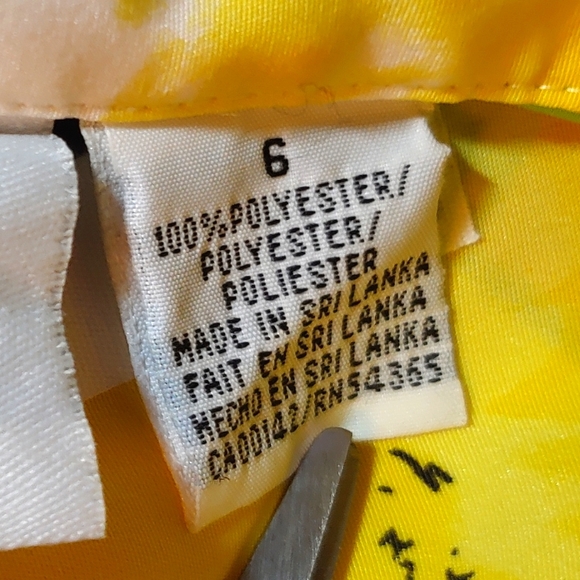 6
100%POLYESTER/
POLYESTER/
POLIESTER
MADE IN SRI LANKA
FAIT EN SRI LANKA
HECHO EN SRI LANKA
CA00142/RN54365